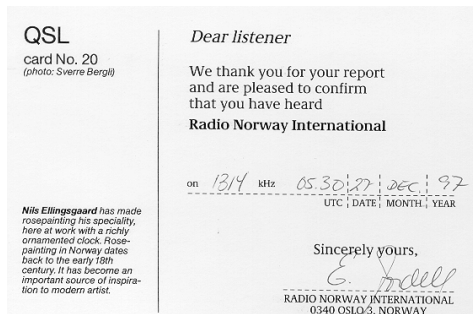 QSL
card No. 20
(photo: Sverre Bergli)
Nils Ellingsgaard has made
rosepainting his speciality,
here at work with a richly
ornamented clock. Rose-
painting in Norway dates
back to the early 18th
century. It has become an
important source of inspira-
tion to modern artist.
Dear listener
We thank you for your report
and are pleased to confirm
that you have heard
Radio Norway International
on 1314 kHz 05.30 27 DEC. 97
UTC DATE MONTH YEAR
Sincerely yours,
E.
RADIO NORWAY INTERNATIONAL
0340 OSLO 3, NORWAY